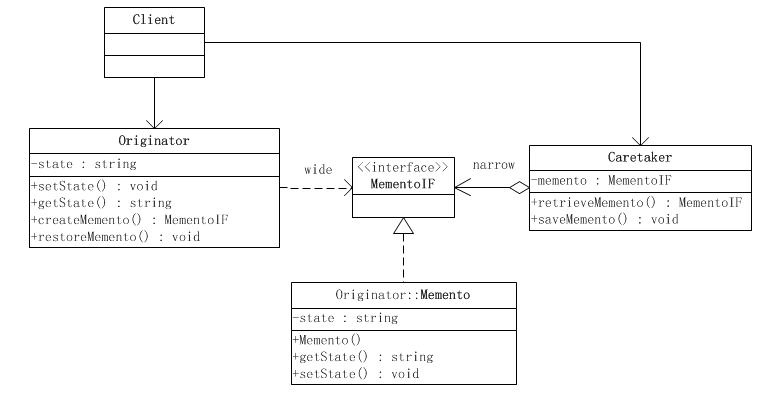 Client
Originator
-state : string
+setState() : void
+getState() : string
+createMemento() : MementoIF
+restoreMemento() : void
wide
<<interface>>
MementoIF
narrow
Caretaker
-memento : MementoIF
+retrieveMemento() : MementoIF
+saveMemento() : void
Originator::Memento
-state : string
+Memento()
+getState() : string
+setState() : void